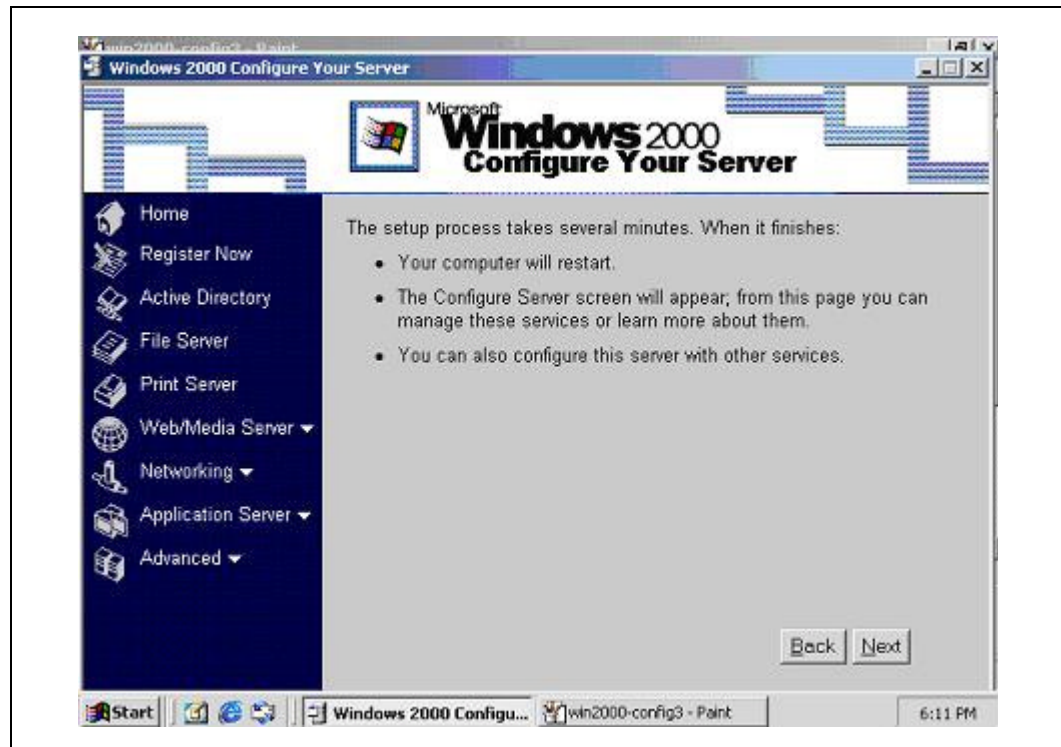 win2000-config3 - Paint
Windows 2000 Configure Your Server
Microsoft
Windows 2000
Configure Your Server
Home
Register Now
Active Directory
File Server
Print Server
Web/Media Server
Networking
Application Server
Advanced
The setup process takes several minutes. When it finishes:
• Your computer will restart.
• The Configure Server screen will appear; from this page you can
manage these services or learn more about them.
• You can also configure this server with other services.
Back Next
Start Windows 2000 Configu... win2000-config3 - Paint 6:11 PM